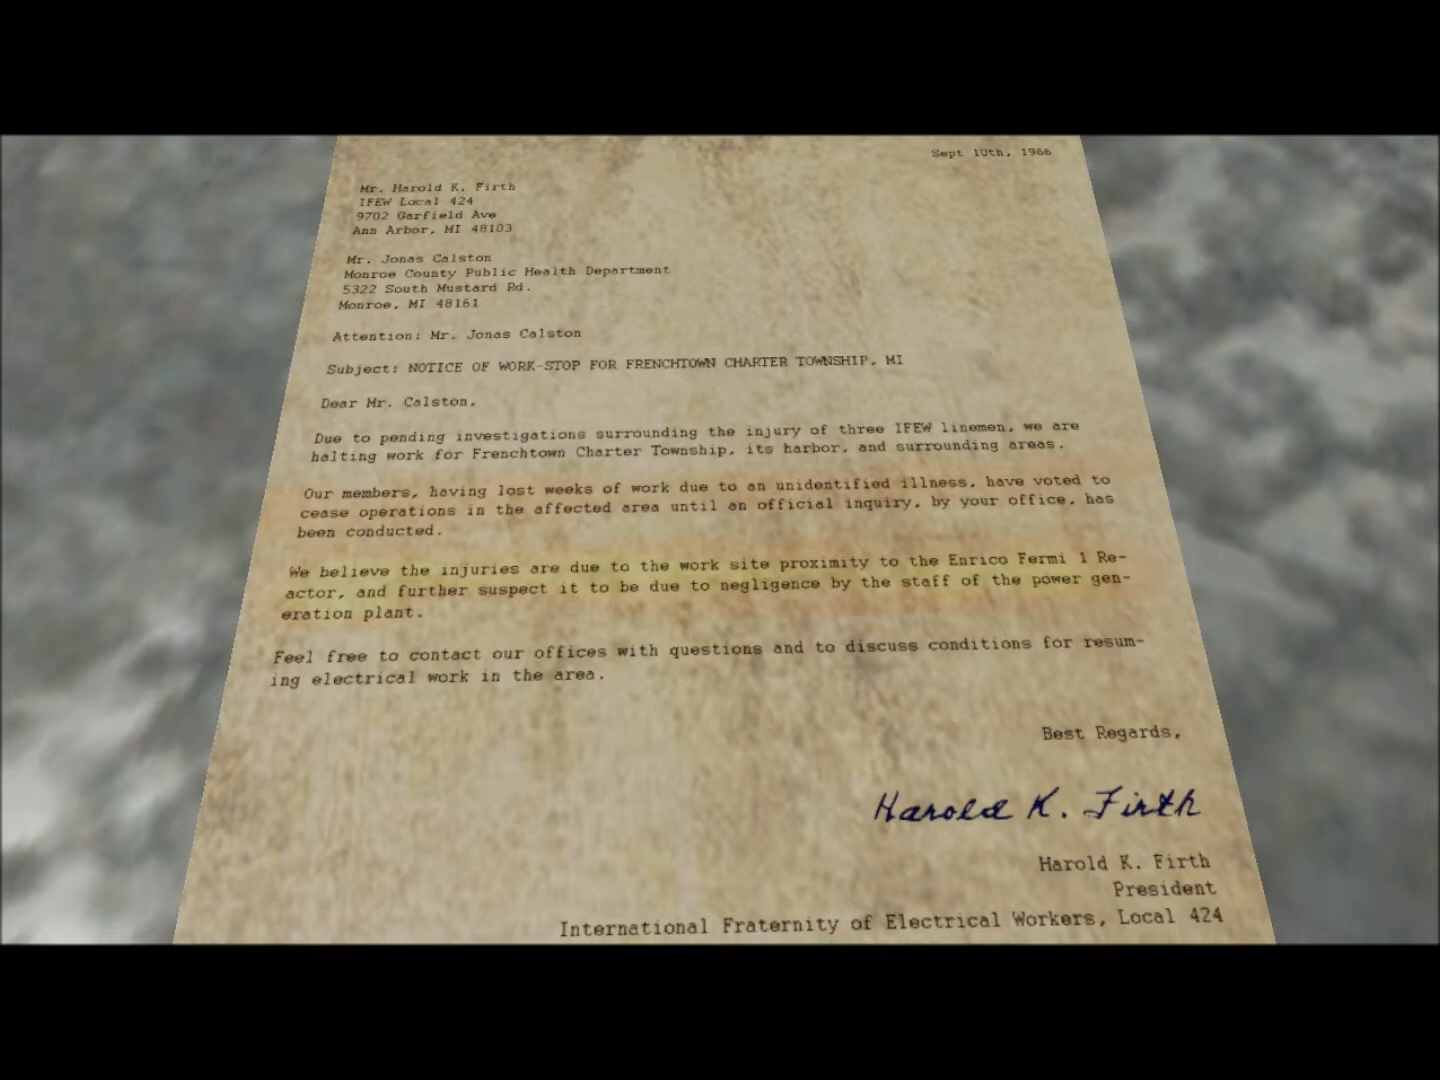 Sept 10th, 1966
Mr. Harold K. Firth
IFEW Local 424
9702 Garfield Ave
Ann Arbor, MI 48103
Mr. Jonas Calston
Monroe County Public Health Department
5322 South Mustard Rd.
Monroe, MI 48161
Attention: Mr. Jonas Calston
Subject: NOTICE OF WORK-STOP FOR FRENCHTOWN CHARTER TOWNSHIP, MI
Dear Mr. Calston,
Due to pending investigations surrounding the injury of three IFEW linemen, we are
halting work for Frenchtown Charter Township, its harbor, and surrounding areas.
Our members, having lost weeks of work due to an unidentified illness, have voted to
cease operations in the affected area until an official inquiry, by your office, has
been conducted.
We believe the injuries are due to the work site proximity to the Enrico Fermi 1 Re-
actor, and further suspect it to be due to negligence by the staff of the power gen-
eration plant.
Feel free to contact our offices with questions and to discuss conditions for resum-
ing electrical work in the area.
Best Regards,
Harold K. Firth
Harold K. Firth
President
International Fraternity of Electrical Workers, Local 424